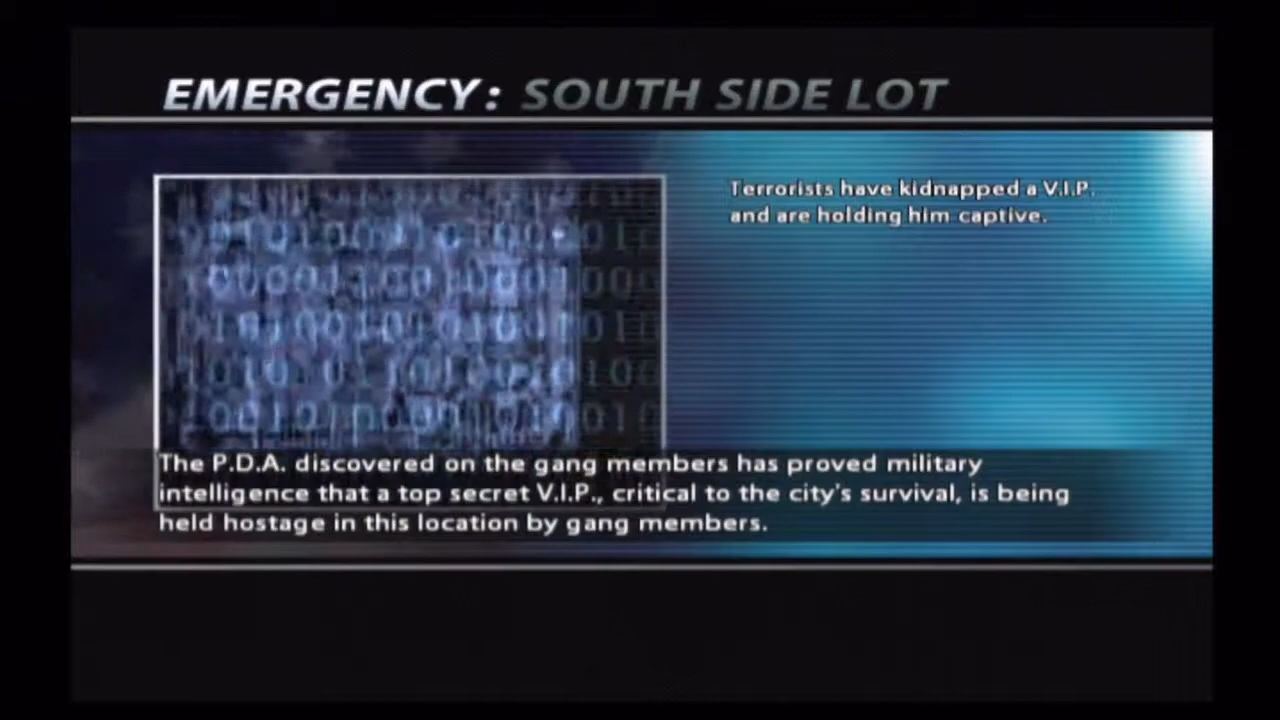 EMERGENCY: SOUTH SIDE LOT
Terrorists have kidnapped a V.I.P.
and are holding him captive.
The P.D.A. discovered on the gang members has proved military
intelligence that a top secret V.I.P., critical to the city's survival, is being
held hostage in this location by gang members.